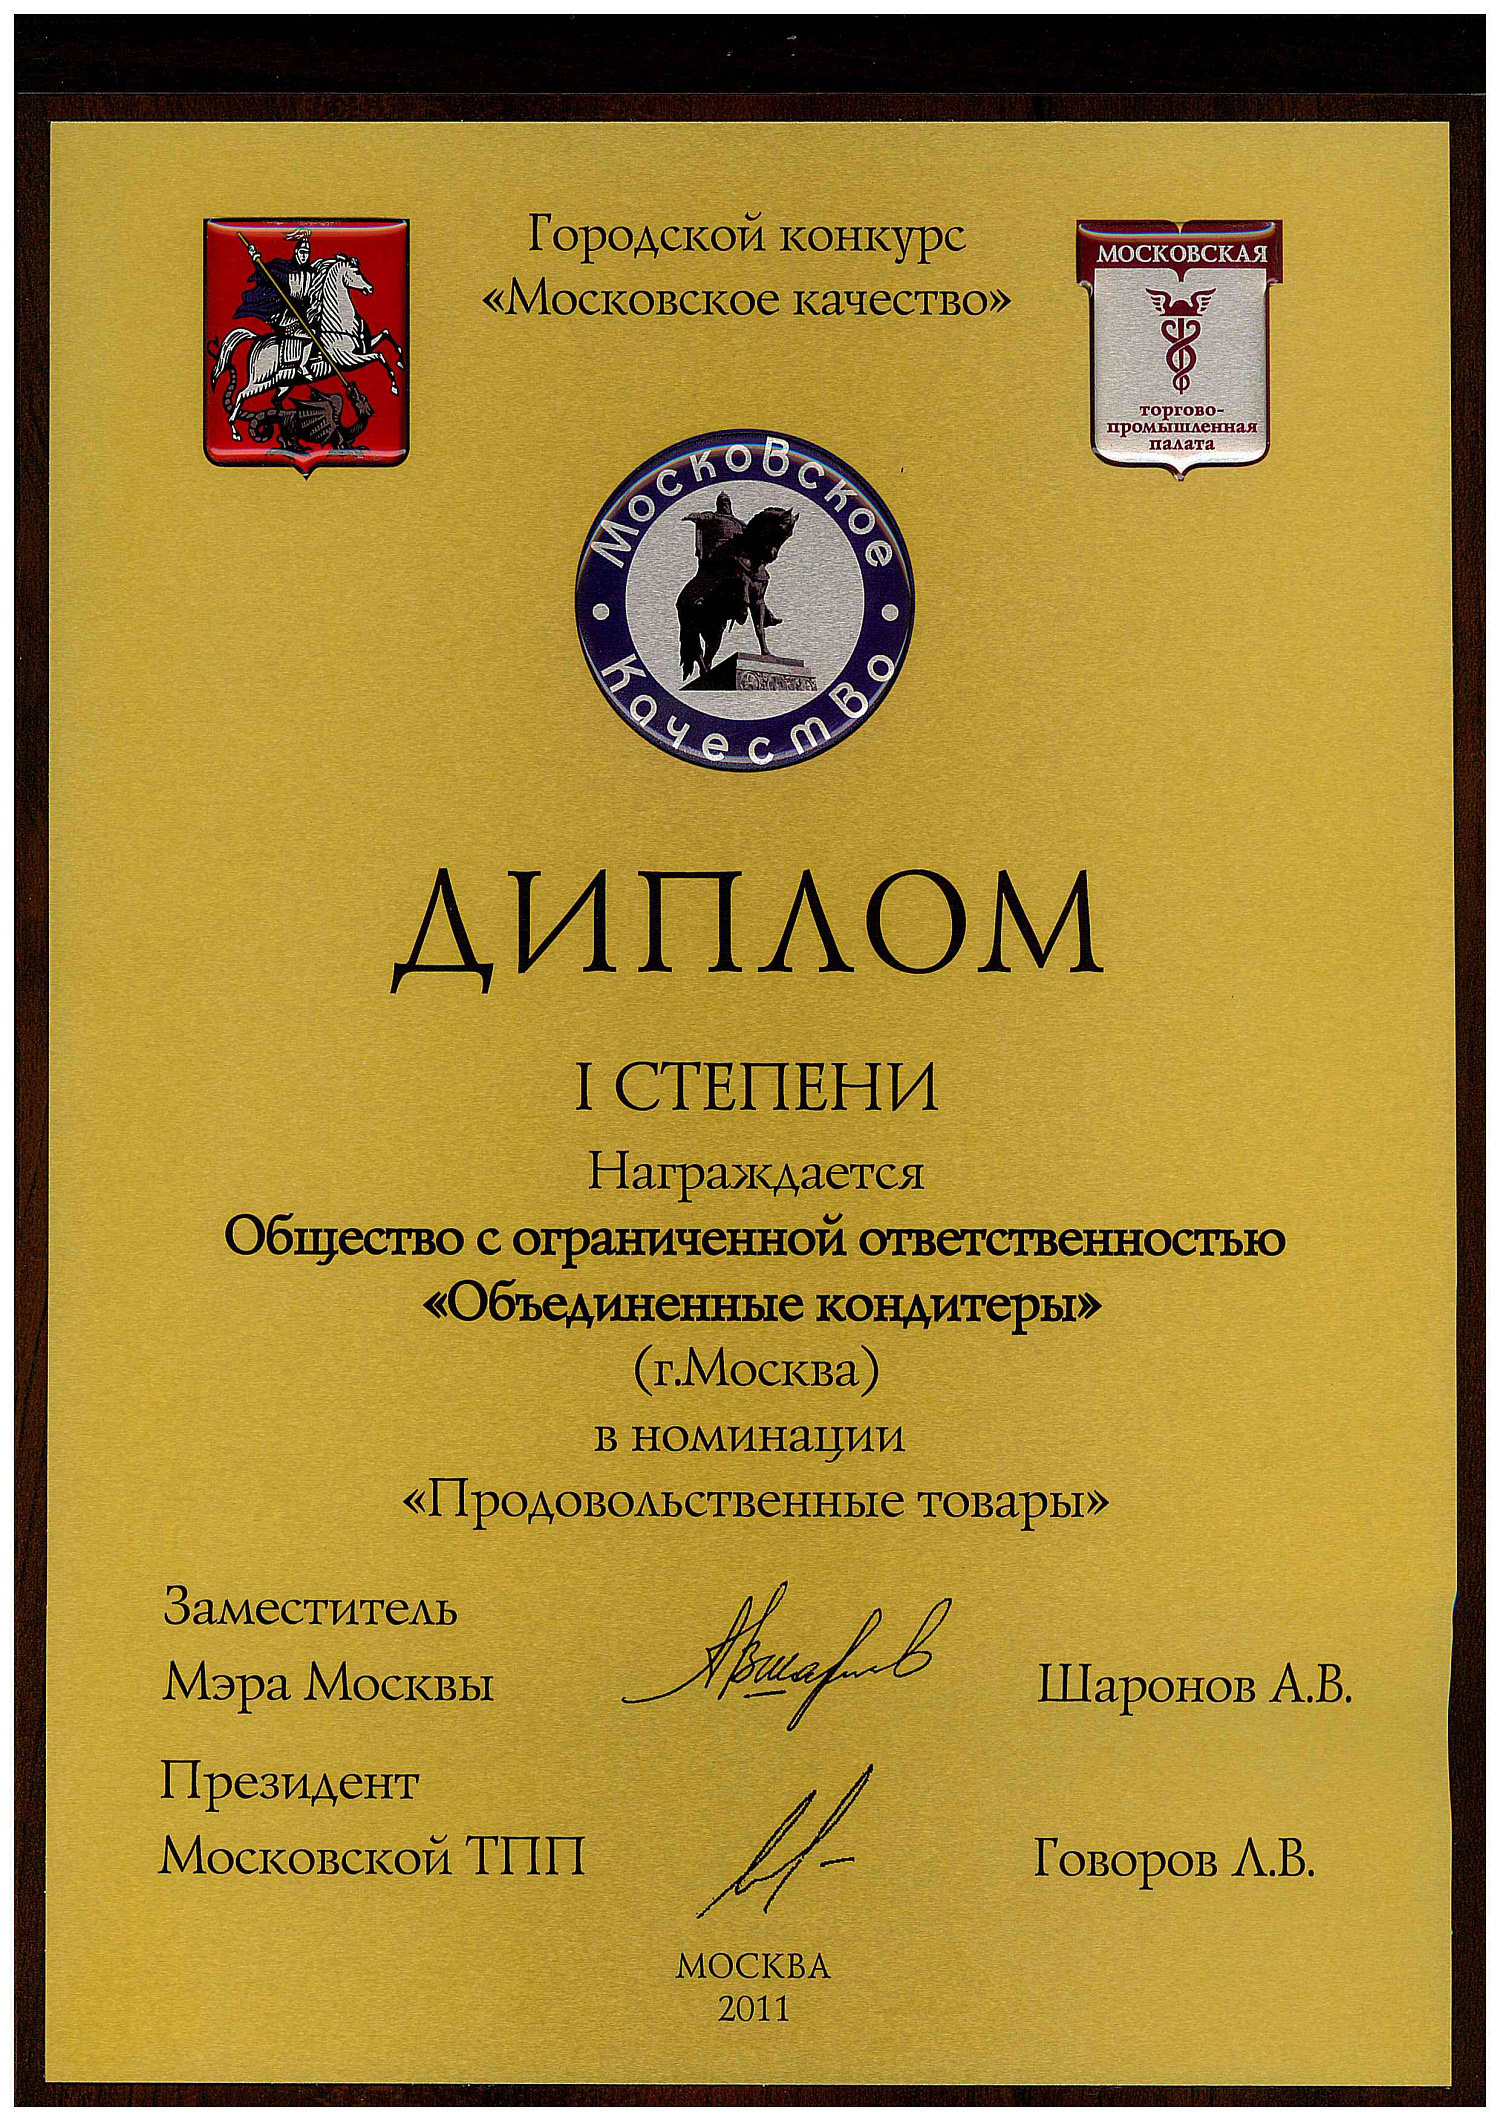 Городской конкурс
«Московское качество»
МОСКОВСКАЯ
торгово-
промышленная
палата
Московское
Качество
ДИПЛОМ
I СТЕПЕНИ
Награждается
Общество с ограниченной ответственностью
«Объединенные кондитеры»
(г.Москва)
в номинации
«Продовольственные товары»
Заместитель
Мэра Москвы
Шаронов А.В.
Президент
Московской ТПП
Говоров Л.В.
МОСКВА
2011